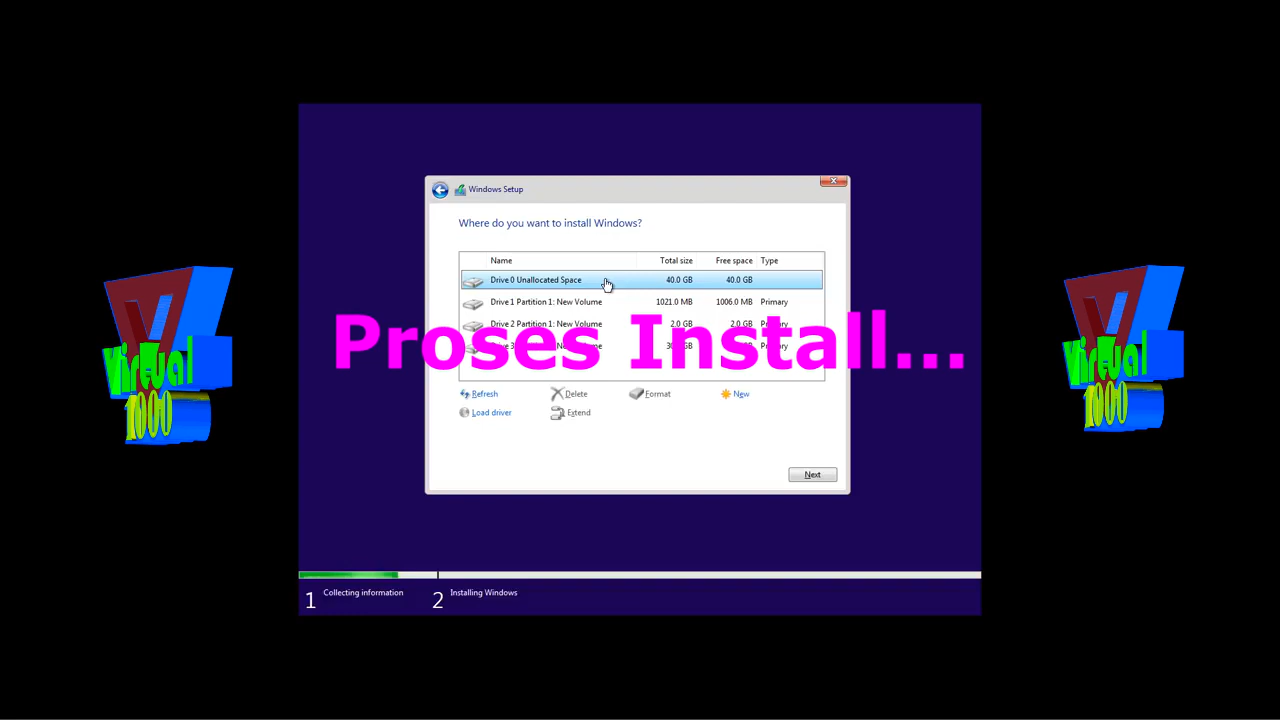 Windows Setup
Where do you want to install Windows?
Name Total size Free space Type
Drive 0 Unallocated Space 40.0 GB 40.0 GB
Drive 1 Partition 1: New Volume 1021.0 MB 1006.0 MB Primary
Drive 2 Partition 1: New Volume 2.0 GB 2.0 GB
Proses Install...
Refresh Delete Format New
Load driver Extend
Next
Virtual
1000
Virtual
1000
1 Collecting information 2 Installing Windows